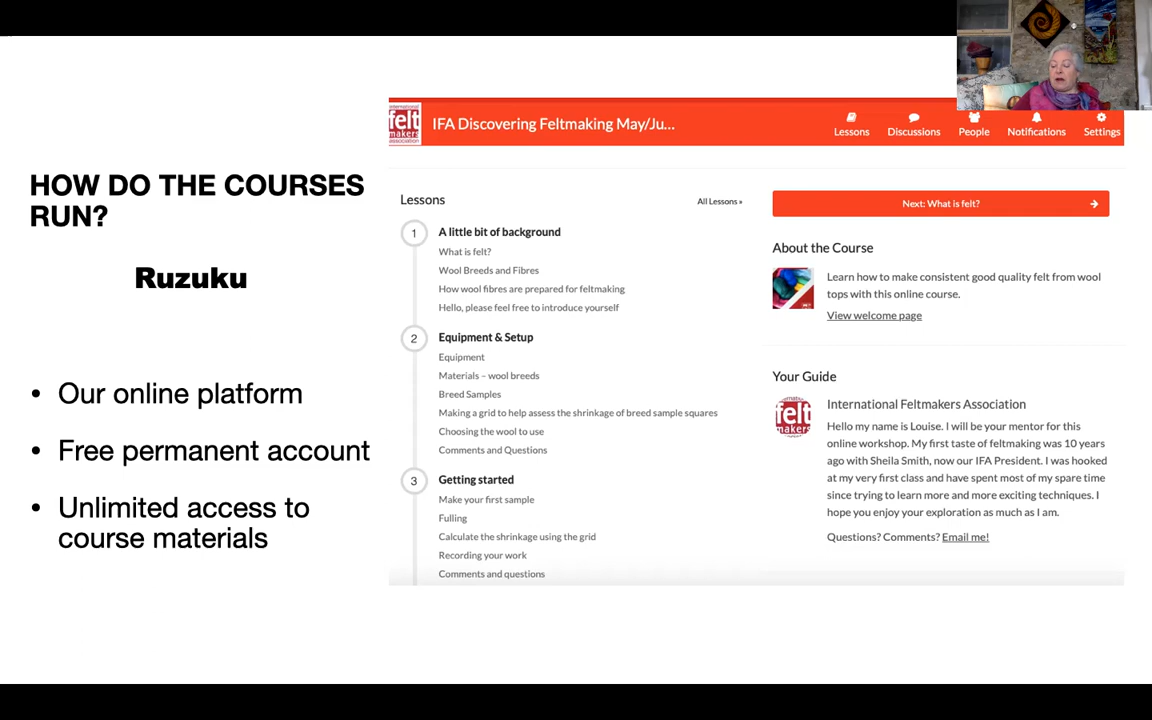 HOW DO THE COURSES
RUN?
Ruzuku
• Our online platform
• Free permanent account
• Unlimited access to
course materials
international
felt
makers
association
IFA Discovering Feltmaking May/Ju...
Lessons
Discussions
People
Notifications
Settings
Lessons
All Lessons »
1
A little bit of background
What is felt?
Wool Breeds and Fibres
How wool fibres are prepared for feltmaking
Hello, please feel free to introduce yourself
2
Equipment & Setup
Equipment
Materials – wool breeds
Breed Samples
Making a grid to help assess the shrinkage of breed sample squares
Choosing the wool to use
Comments and Questions
3
Getting started
Make your first sample
Fulling
Calculate the shrinkage using the grid
Recording your work
Comments and questions
Next: What is felt?
About the Course
Learn how to make consistent good quality felt from wool
tops with this online course.
View welcome page
Your Guide
felt
makers
International Feltmakers Association
Hello my name is Louise. I will be your mentor for this
online workshop. My first taste of feltmaking was 10 years
ago with Sheila Smith, now our IFA President. I was hooked
at my very first class and have spent most of my spare time
since trying to learn more and more exciting techniques. I
hope you enjoy your exploration as much as I am.
Questions? Comments? Email me!